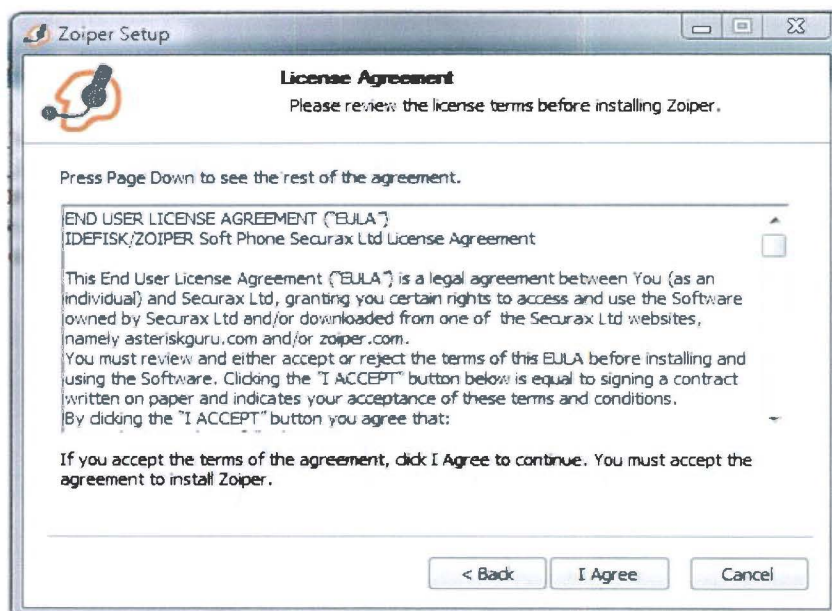 Zoiper Setup
License Agreement
Please review the license terms before installing Zoiper.
Press Page Down to see the rest of the agreement.
END USER LICENSE AGREEMENT ("EULA")
IDEFISK/ZOIPER Soft Phone Securax Ltd License Agreement
This End User License Agreement ("EULA") is a legal agreement between You (as an
individual) and Securax Ltd, granting you certain rights to access and use the Software
owned by Securax Ltd and/or downloaded from one of the Securax Ltd websites,
namely asteriskguru.com and/or zoiper.com.
You must review and either accept or reject the terms of this EULA before installing and
using the Software. Clicking the "I ACCEPT" button below is equal to signing a contract
written on paper and indicates your acceptance of these terms and conditions.
By clicking the "I ACCEPT" button you agree that:
If you accept the terms of the agreement, click I Agree to continue. You must accept the
agreement to install Zoiper.
< Back
I Agree
Cancel